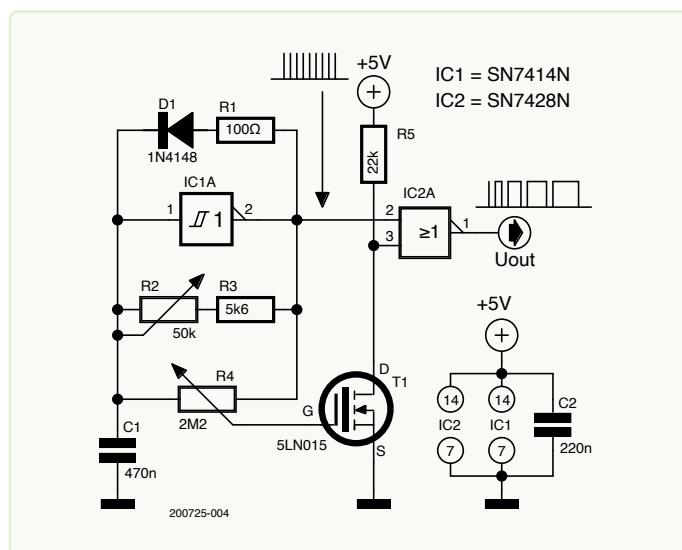 +5V
IC1 = SN7414N
IC2 = SN7428N
D1
R1
100Ω
1N4148
R5
22k
IC1A
IC2A
1
1
2
2
3
≥1
1
Uout
R2
R3
5k6
50k
+5V
R4
2M2
D
T1
G
5LN015
S
C1
470n
14
14
IC2
IC1
7
7
C2
220n
200725-004